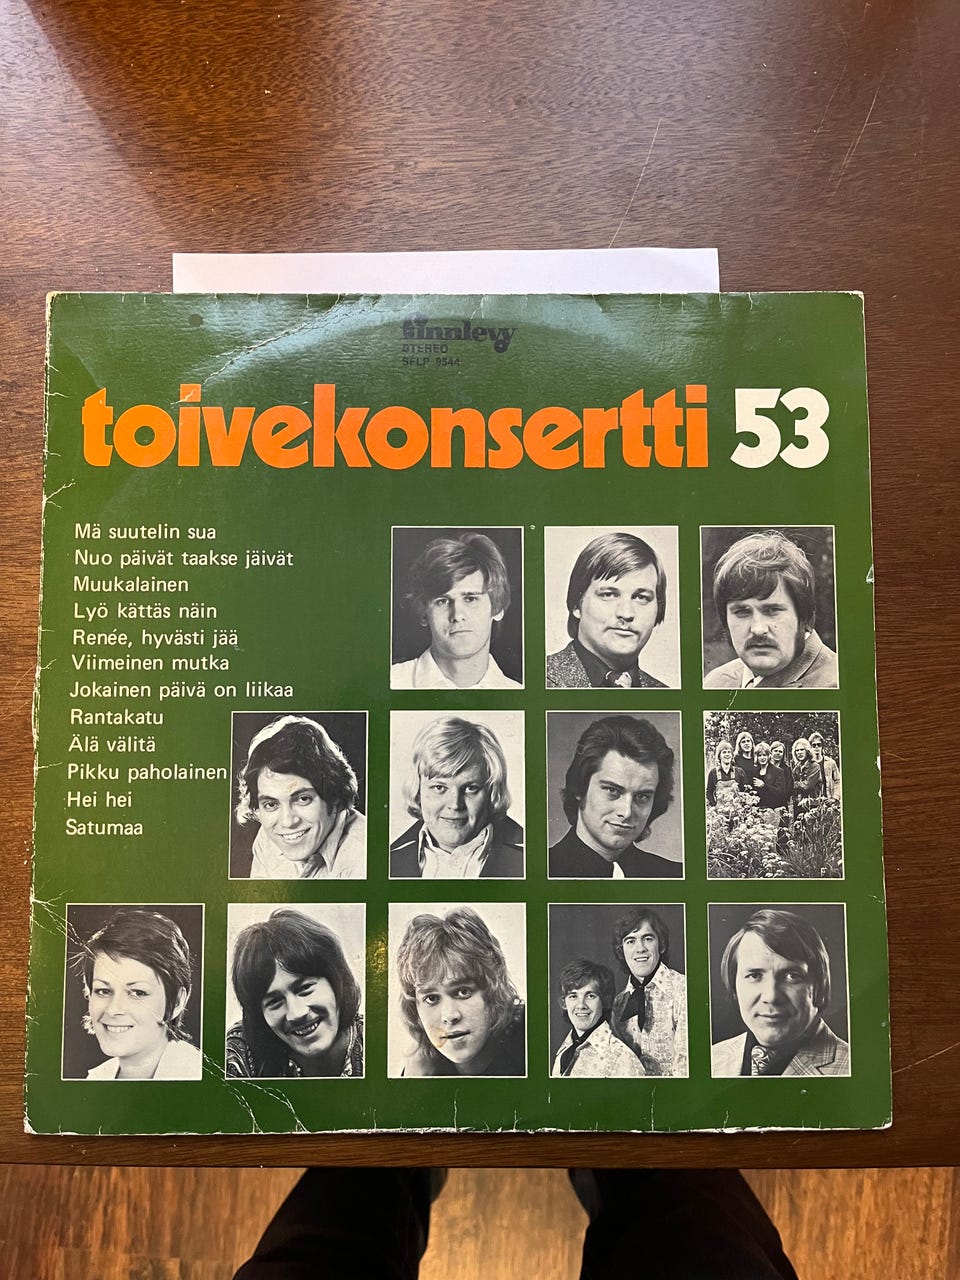 finnlevy
STEREO
SFLP 8544
toivekonsertti 53
Mä suutelin sua
Nuo päivät taakse jäivät
Muukalainen
Lyö kättäs näin
Renée, hyvästi jää
Viimeinen mutka
Jokainen päivä on liikaa
Rantakatu
Älä välitä
Pikku paholainen
Hei hei
Satumaa